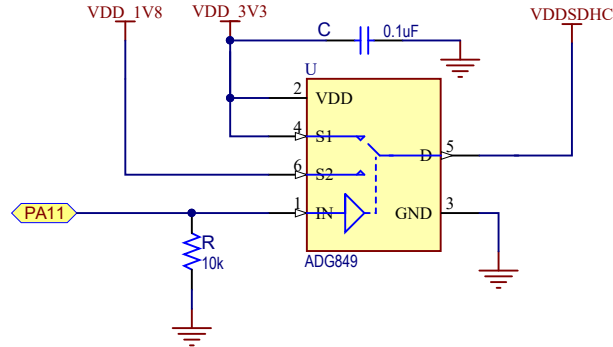 VDD_1V8
VDD_3V3
VDDSDHC
C
0.1uF
U
2
VDD
4
S1
D
5
6
S2
PA11
1
IN
GND
3
R
10k
ADG849